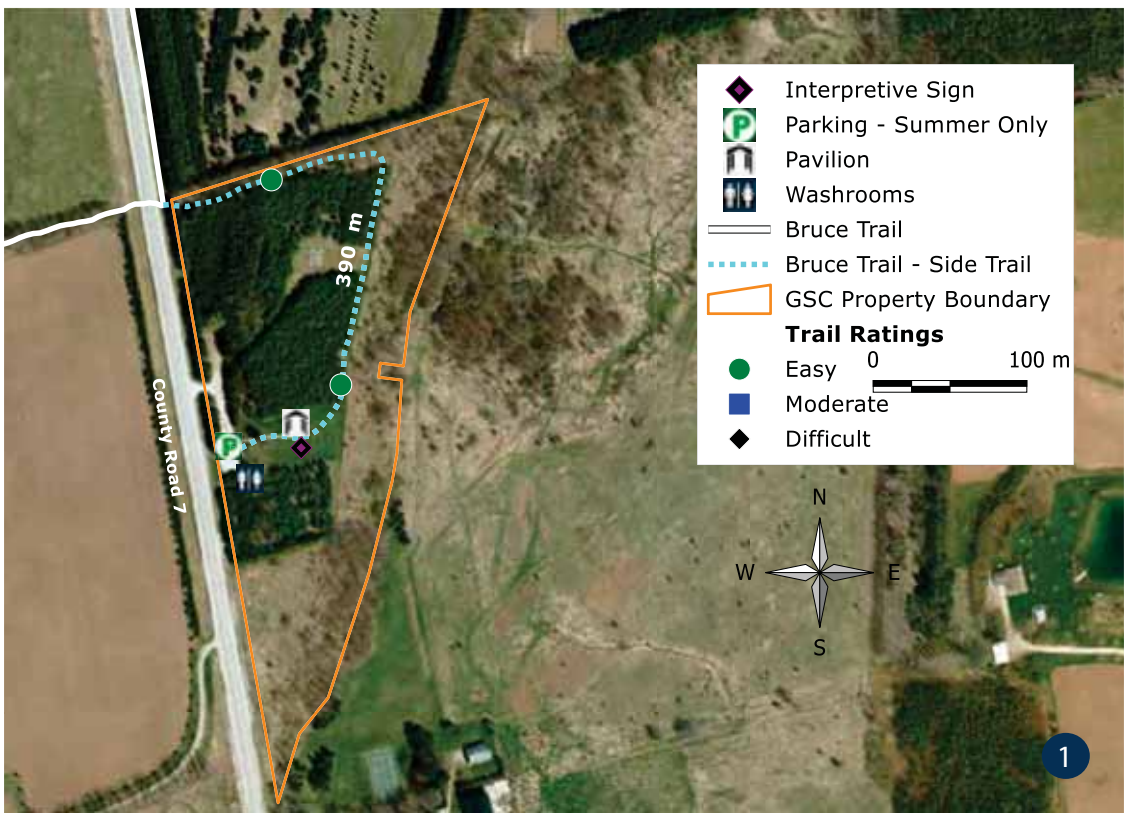 Interpretive Sign
P
Parking - Summer Only
Pavilion
Washrooms
Bruce Trail
Bruce Trail - Side Trail
GSC Property Boundary
Trail Ratings
0 100 m
Easy
Moderate
Difficult
390 m
County Road 7
P
N
W E
S
1